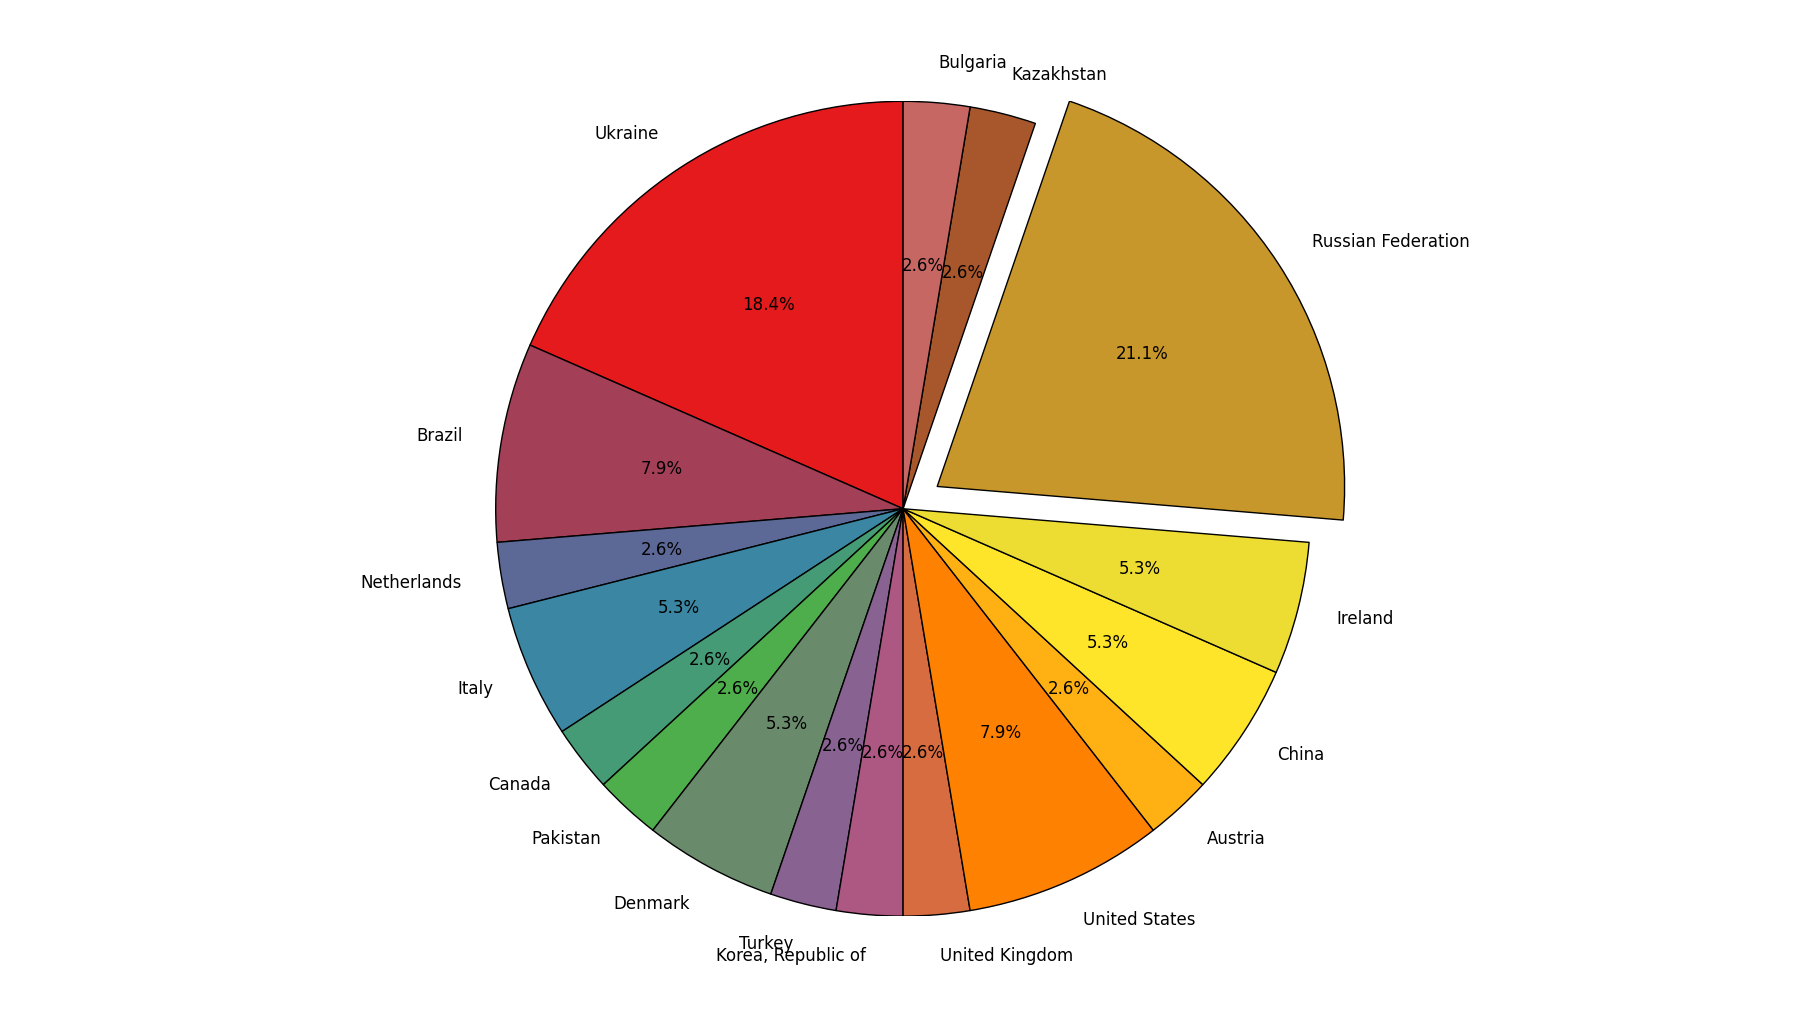 Bulgaria
Kazakhstan
Ukraine
Russian Federation
2.6%
2.6%
18.4%
21.1%
Brazil
7.9%
Netherlands
2.6%
5.3%
Ireland
Italy
5.3%
5.3%
China
Canada
2.6%
2.6%
Austria
Pakistan
2.6%
5.3%
7.9%
United States
Denmark
2.6%
2.6%
2.6%
Turkey
Korea, Republic of
United Kingdom